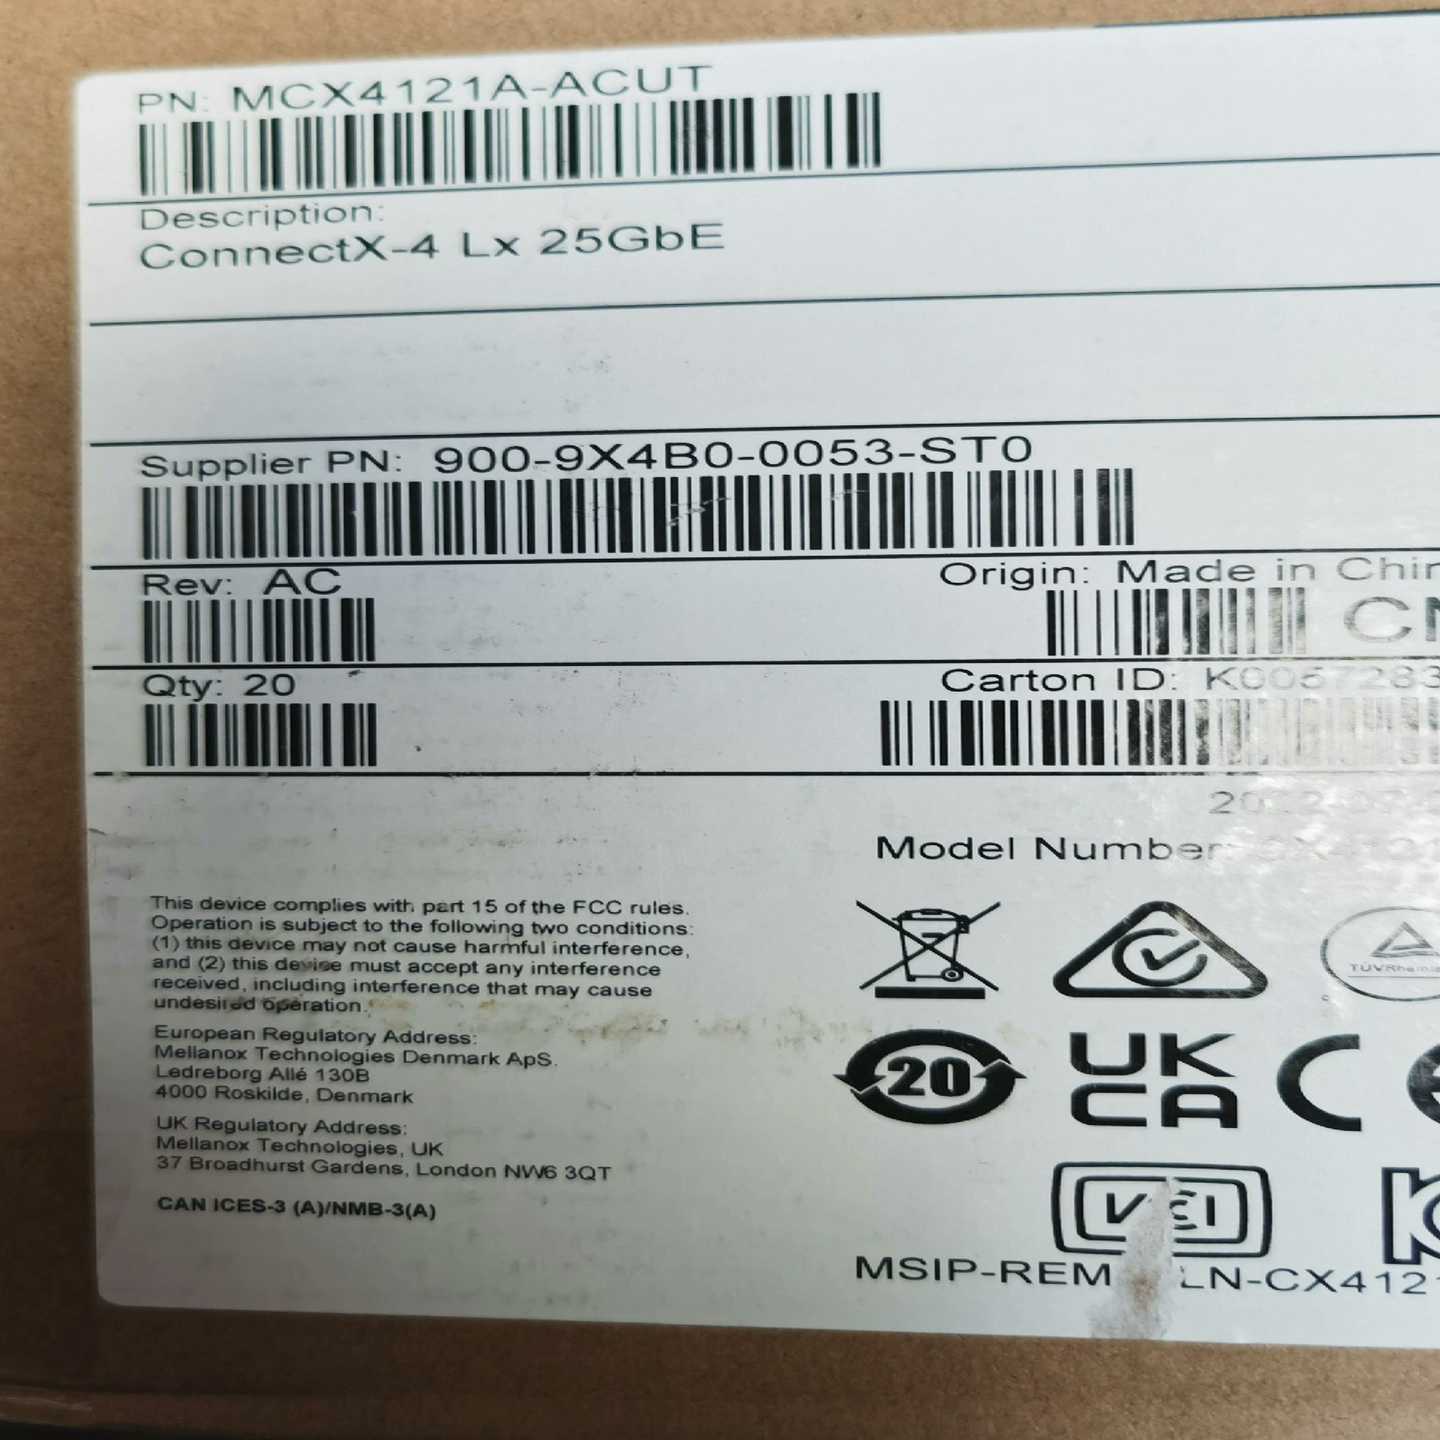 PN: MCX4121A-ACUT
Description:
ConnectX-4 Lx 25GbE
Supplier PN: 900-9X4B0-0053-ST0
Rev: AC
Origin: Made in
Qty: 20
Carton ID:
Model Number:
This device complies with part 15 of the FCC rules.
Operation is subject to the following two conditions:
(1) this device may not cause harmful interference,
and (2) this device must accept any interference
received, including interference that may cause
undesired operation.
European Regulatory Address:
Mellanox Technologies Denmark ApS.
Ledreborg Allé 130B
4000 Roskilde, Denmark
UK Regulatory Address:
Mellanox Technologies, UK
37 Broadhurst Gardens, London NW6 3QT
CAN ICES-3 (A)/NMB-3(A)
20
UK
CA
CE
VCI
MSIP-REM